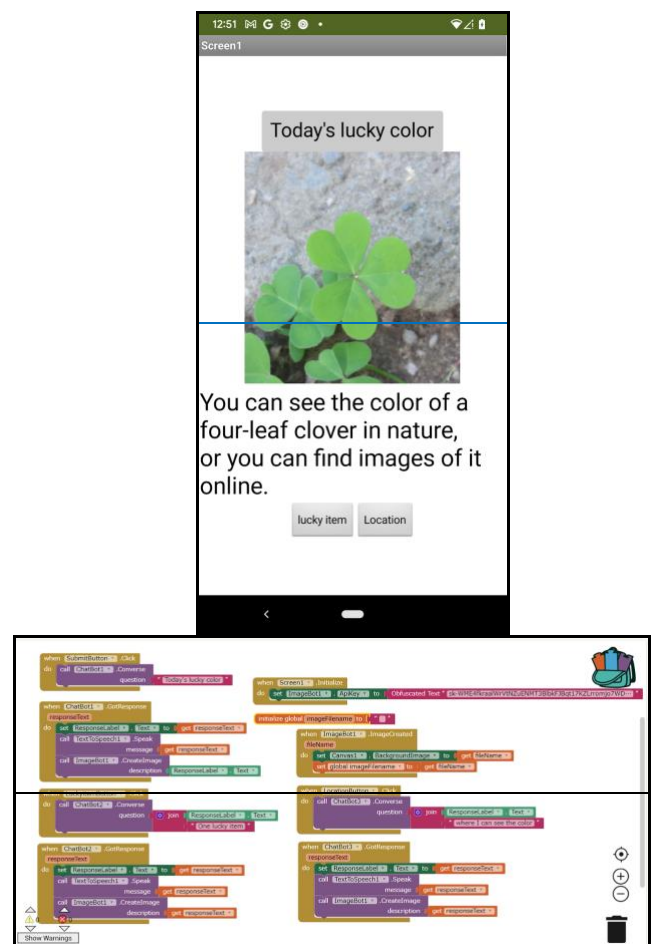 12:51
Screen1
Today's lucky color
You can see the color of a
four-leaf clover in nature,
or you can find images of it
online.
lucky item Location
when SubmitButton .Click
do call ChatBot1 .Converse
question "Today's lucky color"
when Screen1 .Initialize
do set ImageBot1 . ApiKey to Obfuscated Text
when ChatBot1 .GotResponse
responseText
do set ResponseLabel . Text to get responseText
call TextToSpeech1 .Speak
message get responseText
call ImageBot1 .CreateImage
description ResponseLabel . Text
initialize global imageFilename to " "
when ImageBot1 .ImageCreated
fileName
do set Canvas1 . BackgroundImage to get fileName
set global imageFilename to get fileName
do call ChatBot2 .Converse
question join ResponseLabel . Text
"One lucky item"
when LocationButton .Click
do call ChatBot3 .Converse
question join ResponseLabel . Text
"where I can see the color"
when ChatBot2 .GotResponse
responseText
do set ResponseLabel . Text to get responseText
call TextToSpeech1 .Speak
message get responseText
call ImageBot1 .CreateImage
description get responseText
when ChatBot3 .GotResponse
responseText
do set ResponseLabel . Text to get responseText
call TextToSpeech1 .Speak
message get responseText
call ImageBot1 .CreateImage
description get responseText
Show Warnings